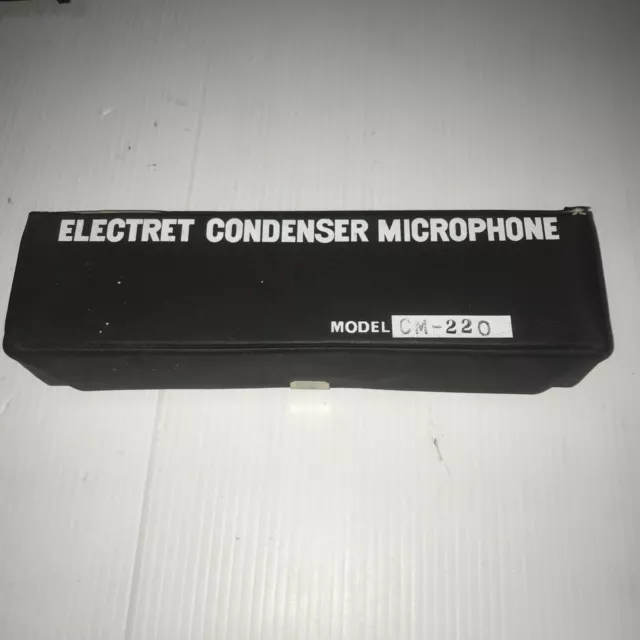 ELECTRET CONDENSER MICROPHONE
MODEL CM-220